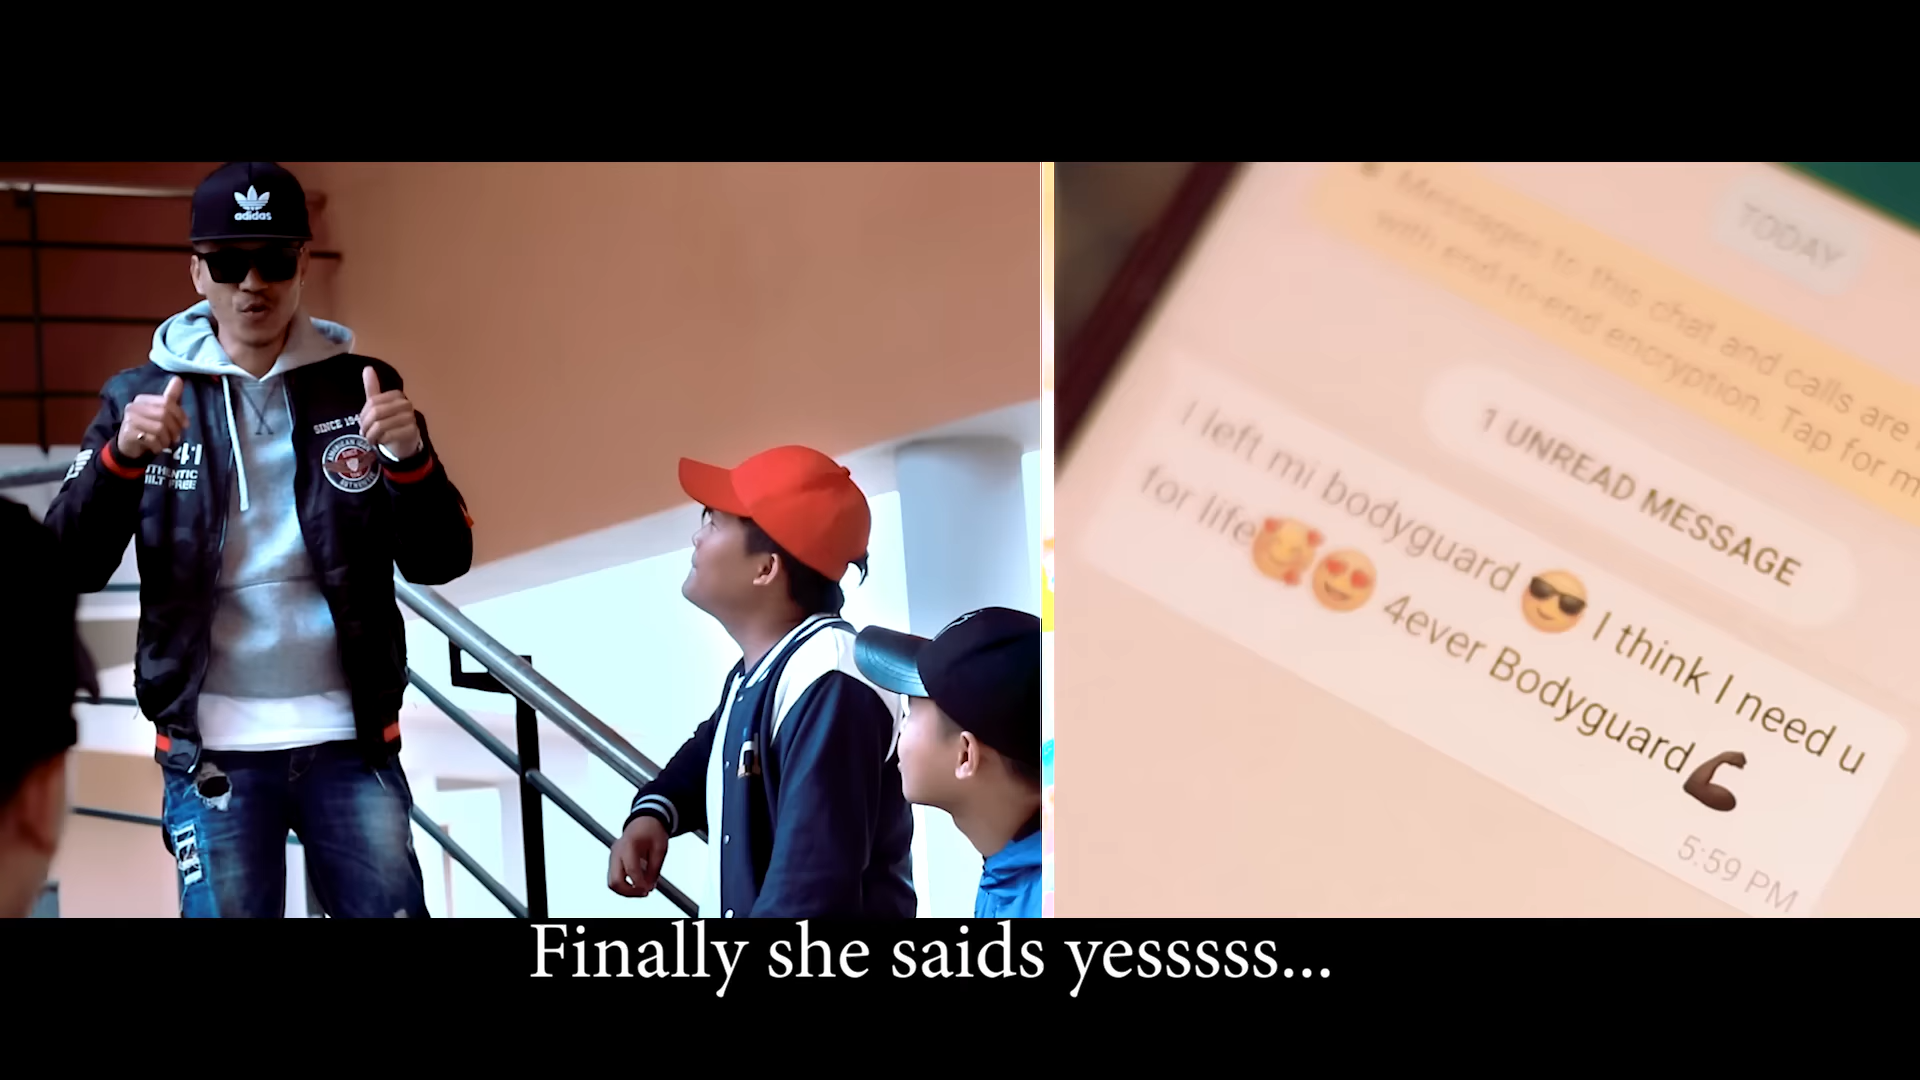 adidas
SINCE 194
41
THENTIC
UILT FREE
TODAY
Messages to this chat and calls are
with end-to-end encryption. Tap for m
1 UNREAD MESSAGE
I left mi bodyguard 😎 I think I need u
for life🥰😍 4ever Bodyguard💪🏿
5:59 PM
Finally she saids yesssss...